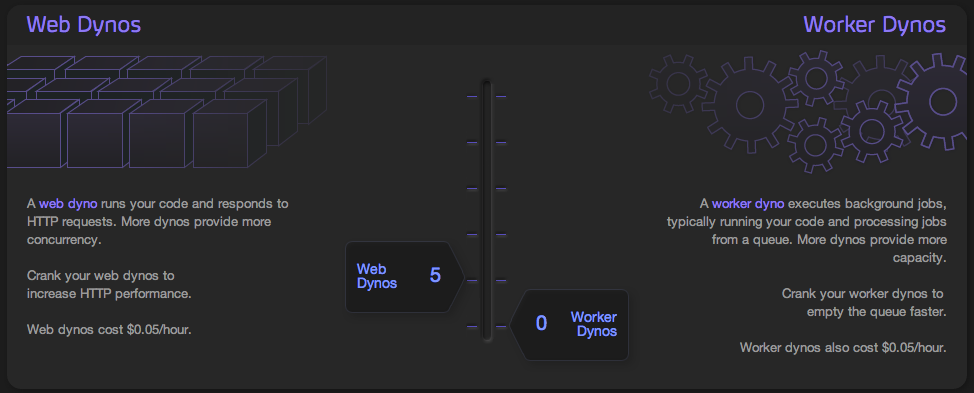 Web Dynos
Worker Dynos
A web dyno runs your code and responds to
HTTP requests. More dynos provide more
concurrency.
Crank your web dynos to
increase HTTP performance.
Web dynos cost $0.05/hour.
Web
Dynos
5
0
Worker
Dynos
A worker dyno executes background jobs,
typically running your code and processing jobs
from a queue. More dynos provide more
capacity.
Crank your worker dynos to
empty the queue faster.
Worker dynos also cost $0.05/hour.